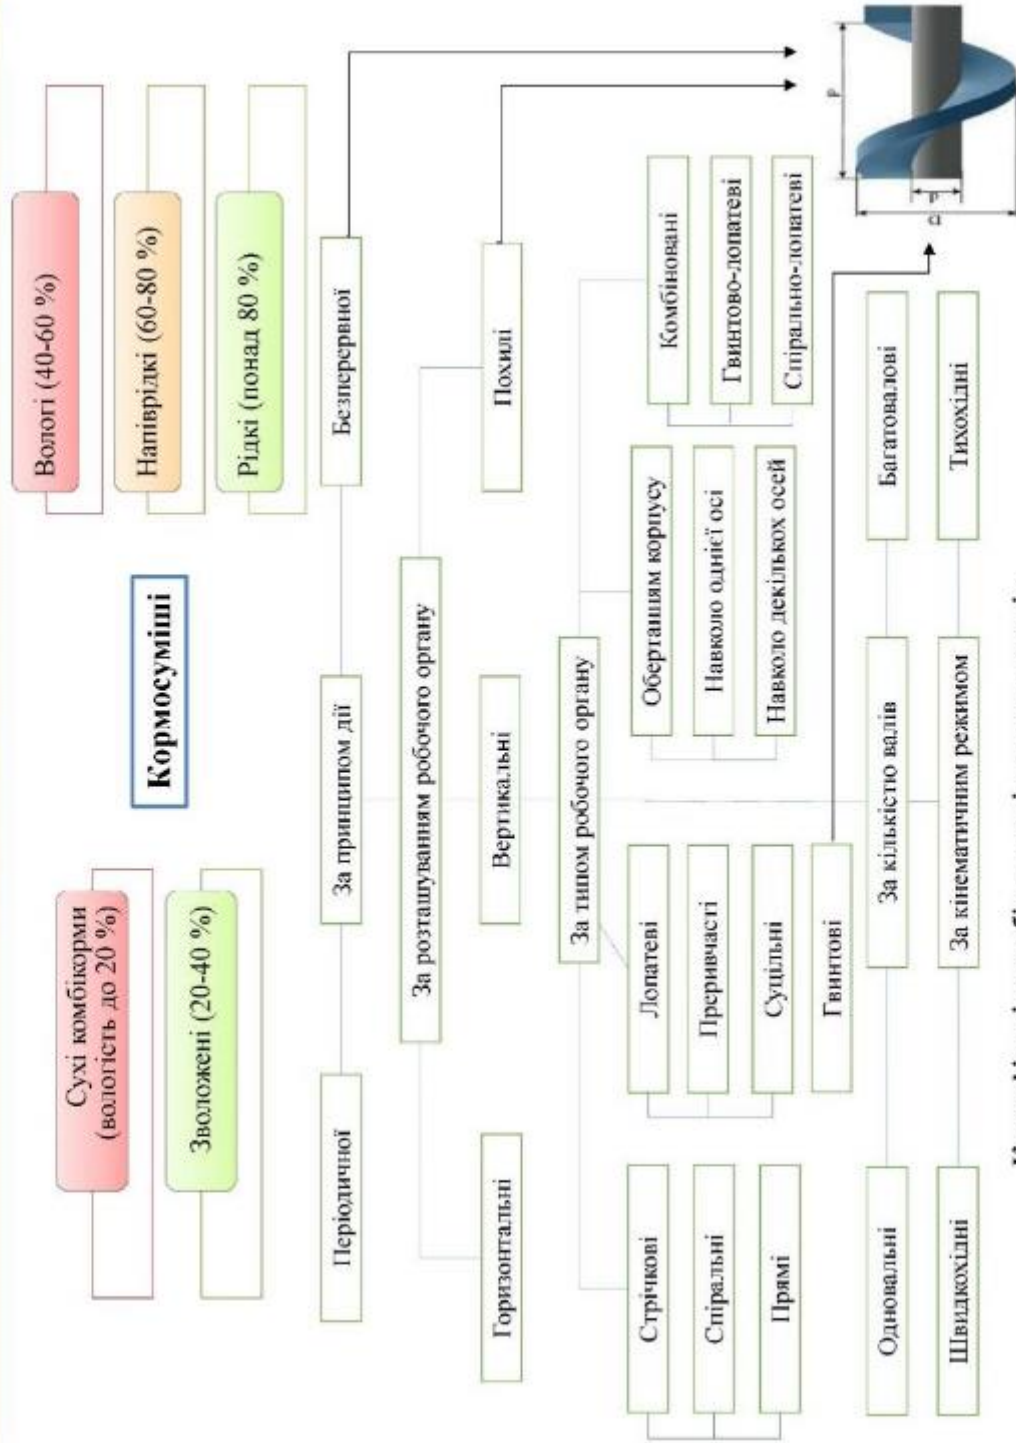 Кормосуміші
Сухі комбікорми
(вологість до 20 %)
Зволожені (20-40 %)
Вологі (40-60 %)
Напіврідкі (60-80 %)
Рідкі (понад 80 %)
Періодичної
За принципом дії
Безперервної
За розташуванням робочого органу
Горизонтальні
Вертикальні
Похилі
За типом робочого органу
Стрічкові
Спіральні
Прямі
Лопатеві
Преривчасті
Суцільні
Гвинтові
Обертанням корпусу
Навколо однієї осі
Навколо декількох осей
Комбіновані
Гвинтово-лопатеві
Спірально-лопатеві
Одновальні
За кількістю валів
Багатовалові
Швидкохідні
За кінематичним режимом
Тихохідні
P